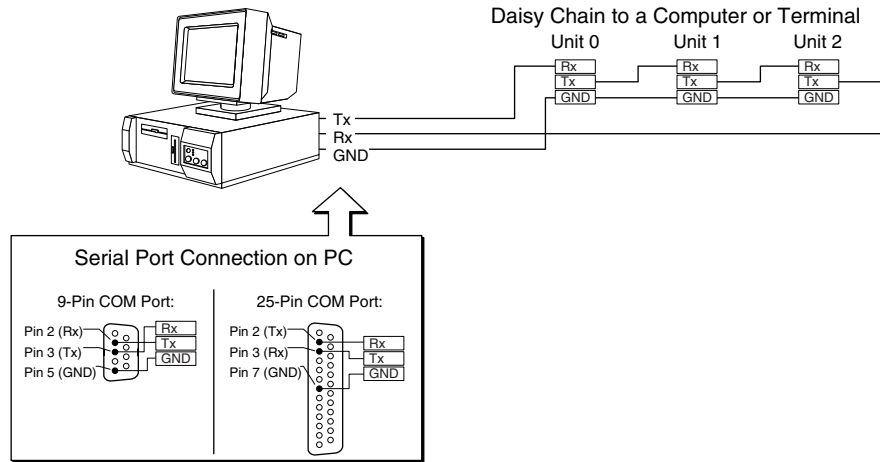 Daisy Chain to a Computer or Terminal
Unit 0 Unit 1 Unit 2
Rx Rx Rx
Tx Tx Tx
GND GND GND
Tx
Rx
GND
Serial Port Connection on PC
9-Pin COM Port:
Pin 2 (Rx)
Pin 3 (Tx)
Pin 5 (GND)
Rx
Tx
GND
25-Pin COM Port:
Pin 2 (Tx)
Pin 3 (Rx)
Pin 7 (GND)
Rx
Tx
GND